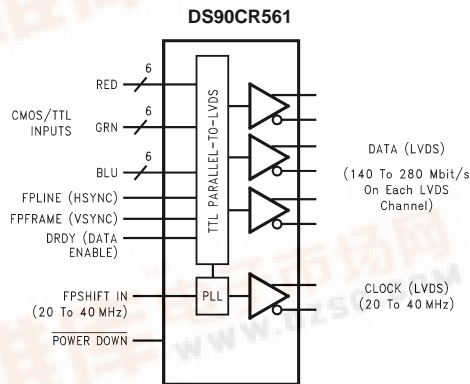 DS90CR561
RED
6
CMOS/TTL
INPUTS
GRN
6
BLU
6
FPLINE (HSYNC)
FPFRAME (VSYNC)
DRDY (DATA
ENABLE)
FPSHIFT IN
(20 To 40 MHz)
POWER DOWN
TTL PARALLEL-TO-LVDS
PLL
DATA (LVDS)
(140 To 280 Mbit/s
On Each LVDS
Channel)
CLOCK (LVDS)
(20 To 40 MHz)